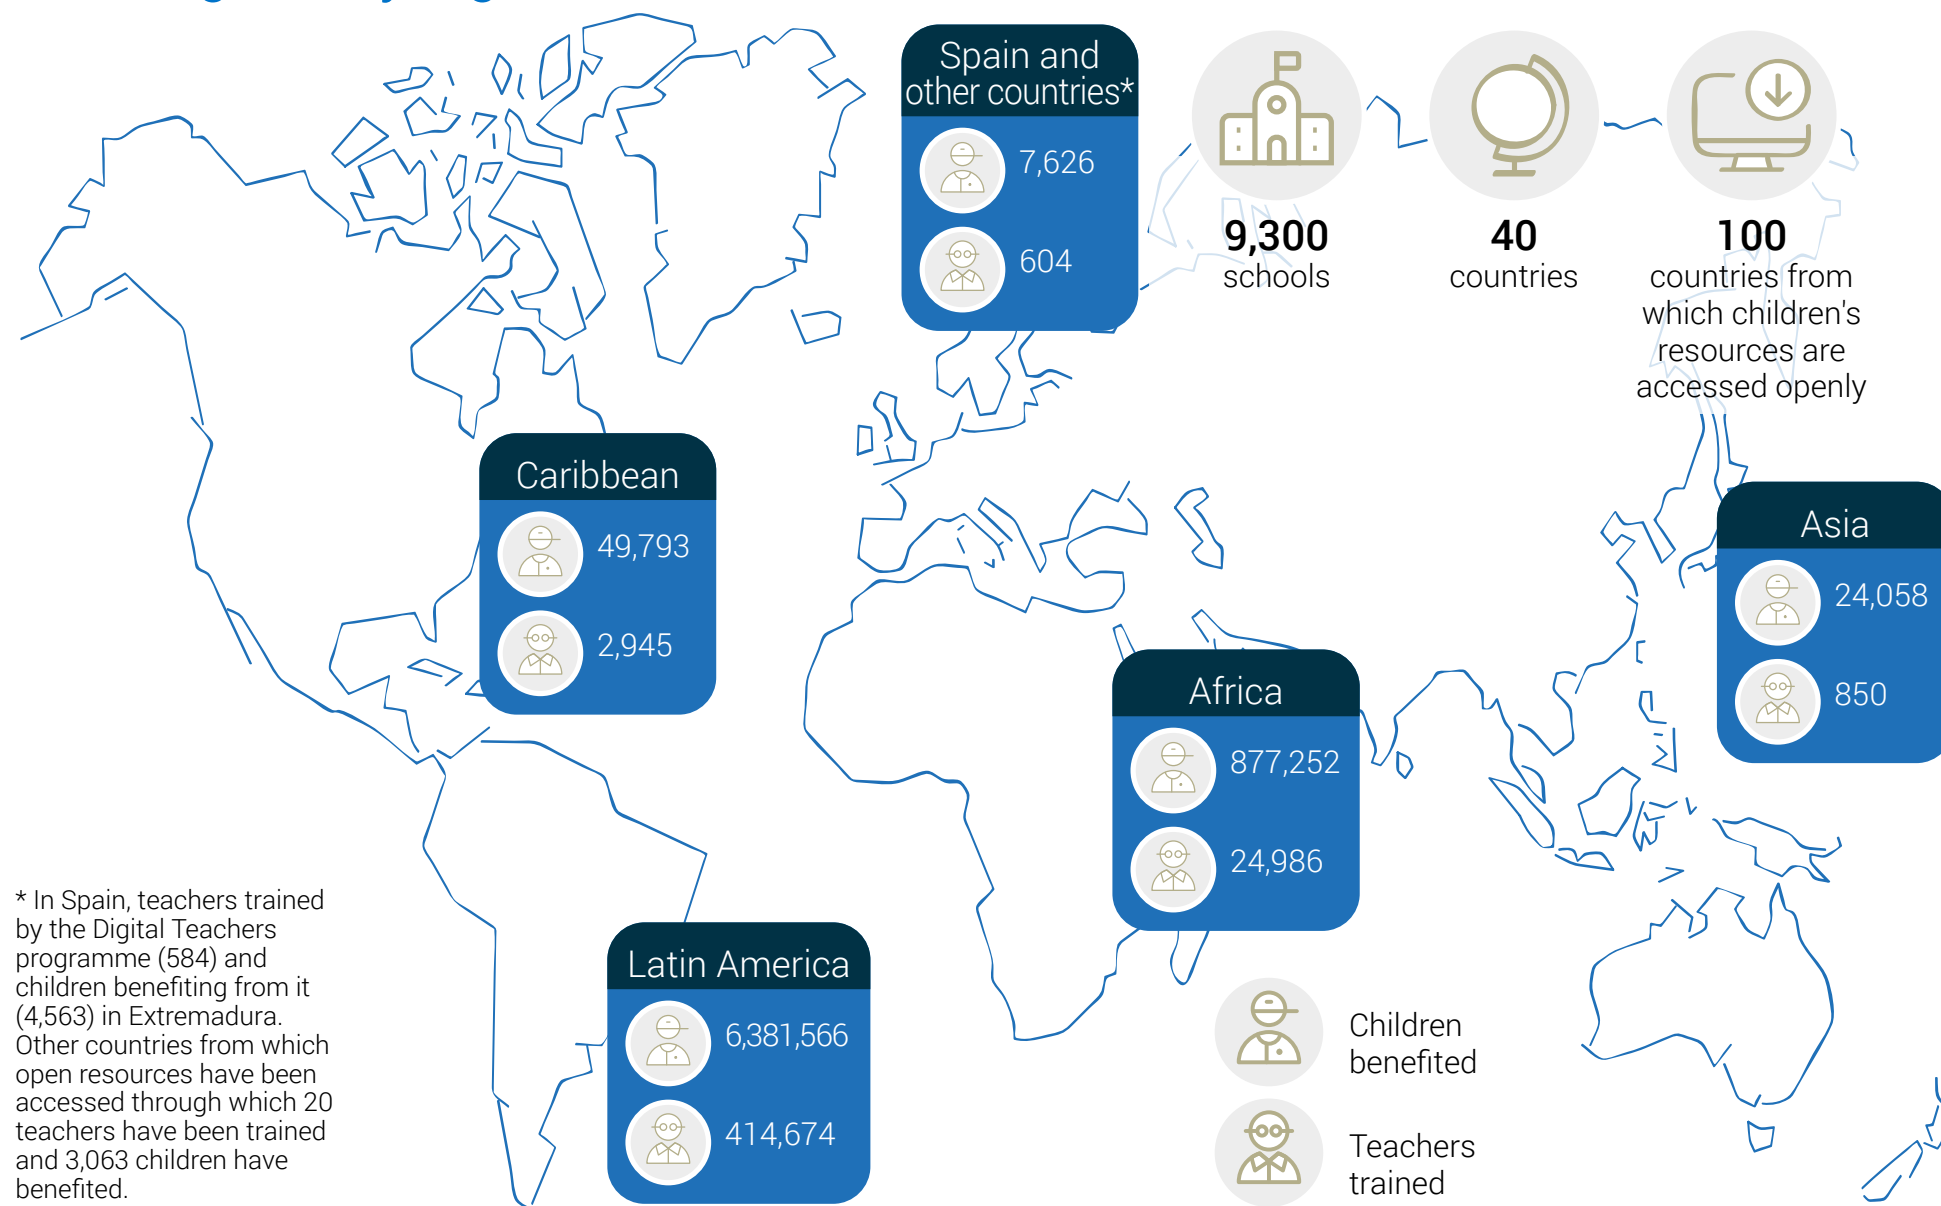 Spain and
other countries*
7,626
604
9,300
schools
40
countries
100
countries from
which children's
resources are
accessed openly
Caribbean
49,793
2,945
Asia
24,058
850
Africa
877,252
24,986
Latin America
6,381,566
414,674
* In Spain, teachers trained
by the Digital Teachers
programme (584) and
children benefiting from it
(4,563) in Extremadura.
Other countries from which
open resources have been
accessed through which 20
teachers have been trained
and 3,063 children have
benefited.
Children
benefited
Teachers
trained